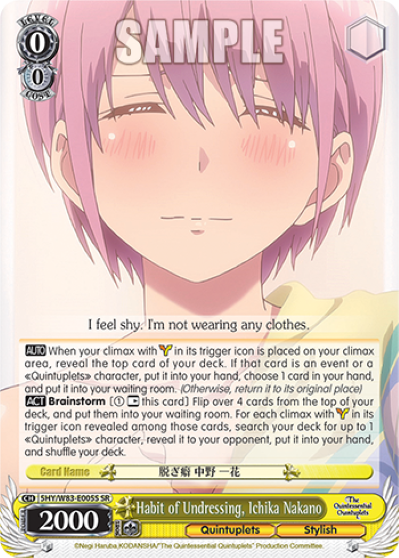 LEVEL
0
0
COST
SAMPLE
I feel shy. I'm not wearing any clothes.
AUTO When your climax with in its trigger icon is placed on your climax
area, reveal the top card of your deck. If that card is an event or a
«Quintuplets» character, put it into your hand, choose 1 card in your hand,
and put it into your waiting room. (Otherwise, return it to its original place)
ACT Brainstorm [① this card] Flip over 4 cards from the top of your
deck, and put them into your waiting room. For each climax with in its
trigger icon revealed among those cards, search your deck for up to 1
«Quintuplets» character, reveal it to your opponent, put it into your hand,
and shuffle your deck.
Card Name
脱ぎ癖 中野 一花
CH 5HY/W83-E005S SR
Habit of Undressing, Ichika Nakano
The
Quintessential
Quintuplets
2000
Quintuplets
Stylish
©Negi Haruba,KODANSHA/"The Quintessential Quintuplets" Production Committee.